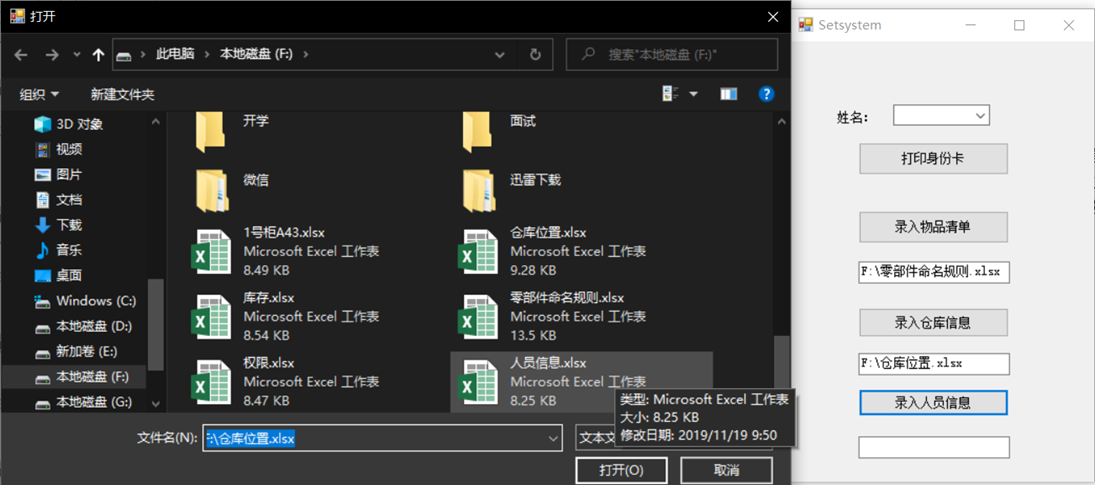 打开
此电脑 本地磁盘 (F:)
搜索"本地磁盘 (F:)"
组织 新建文件夹
3D 对象
视频
图片
文档
下载
音乐
桌面
Windows (C:)
本地磁盘 (D:)
新加卷 (E:)
本地磁盘 (F:)
本地磁盘 (G:)
开学
面试
微信
迅雷下载
1号柜A43.xlsx
Microsoft Excel 工作表
8.49 KB
仓库位置.xlsx
Microsoft Excel 工作表
9.28 KB
库存.xlsx
Microsoft Excel 工作表
8.54 KB
零部件命名规则.xlsx
Microsoft Excel 工作表
13.5 KB
权限.xlsx
Microsoft Excel 工作表
8.47 KB
人员信息.xlsx
Microsoft Excel 工作表
8.25 KB
类型: Microsoft Excel 工作表
大小: 8.25 KB
修改日期: 2019/11/19 9:50
文件名(N): :\仓库位置.xlsx
文本文
打开(O) 取消
Setsystem
姓名：
打印身份卡
录入物品清单
F:\零部件命名规则.xlsx
录入仓库信息
F:\仓库位置.xlsx
录入人员信息